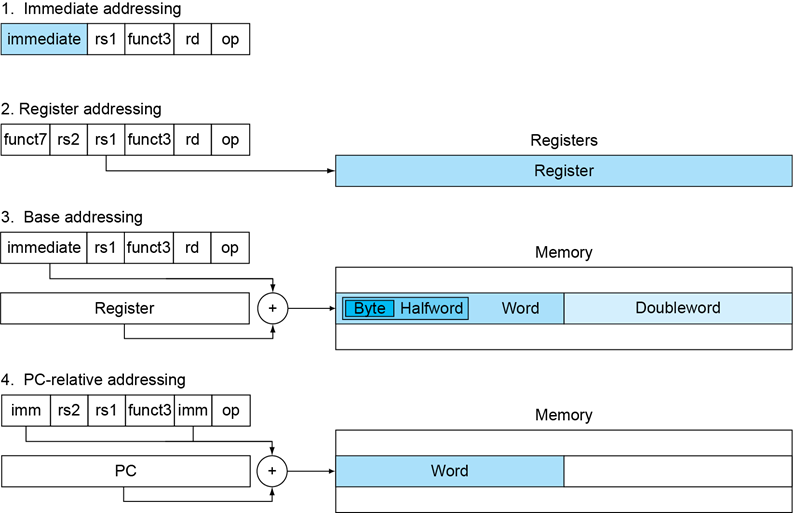 1. Immediate addressing
immediate rs1 funct3 rd op
2. Register addressing
funct7 rs2 rs1 funct3 rd op
Registers
Register
3. Base addressing
immediate rs1 funct3 rd op
Memory
Register + Byte Halfword Word Doubleword
4. PC-relative addressing
imm rs2 rs1 funct3 imm op
Memory
PC + Word